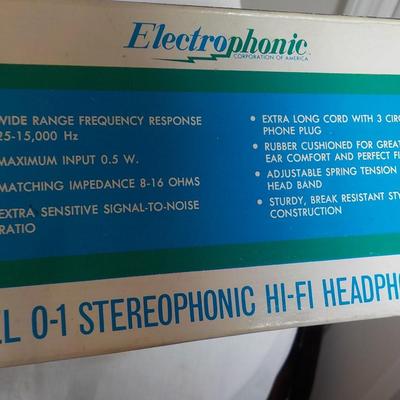 Electrophonic
CORPORATION OF AMERICA
WIDE RANGE FREQUENCY RESPONSE
25-15,000 Hz
MAXIMUM INPUT 0.5 W.
MATCHING IMPEDANCE 8-16 OHMS
EXTRA SENSITIVE SIGNAL-TO-NOISE
RATIO
• EXTRA LONG CORD WITH 3 CIRC
PHONE PLUG
• RUBBER CUSHIONED FOR GREAT
EAR COMFORT AND PERFECT FI
• ADJUSTABLE SPRING TENSION
HEAD BAND
• STURDY, BREAK RESISTANT STY
CONSTRUCTION
EL 0-1 STEREOPHONIC HI-FI HEADPHO